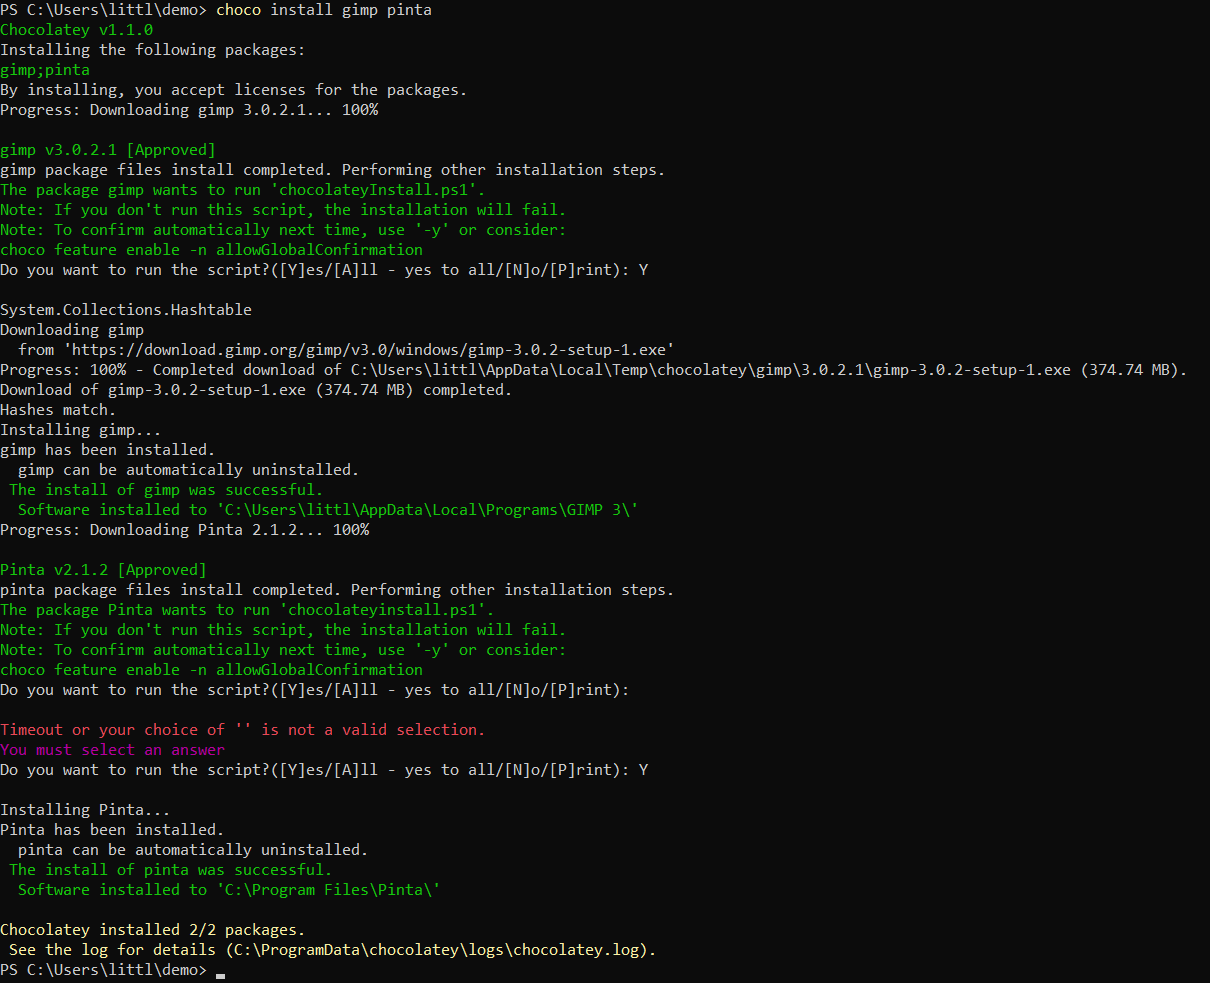 PS C:\Users\littl\demo> choco install gimp pinta
Chocolatey v1.1.0
Installing the following packages:
gimp;pinta
By installing, you accept licenses for the packages.
Progress: Downloading gimp 3.0.2.1... 100%
gimp v3.0.2.1 [Approved]
gimp package files install completed. Performing other installation steps.
The package gimp wants to run 'chocolateyInstall.ps1'.
Note: If you don't run this script, the installation will fail.
Note: To confirm automatically next time, use '-y' or consider:
choco feature enable -n allowGlobalConfirmation
Do you want to run the script?([Y]es/[A]ll - yes to all/[N]o/[P]rint): Y
System.Collections.Hashtable
Downloading gimp
  from 'https://download.gimp.org/gimp/v3.0/windows/gimp-3.0.2-setup-1.exe'
Progress: 100% - Completed download of C:\Users\littl\AppData\Local\Temp\chocolatey\gimp\3.0.2.1\gimp-3.0.2-setup-1.exe (374.74 MB).
Download of gimp-3.0.2-setup-1.exe (374.74 MB) completed.
Hashes match.
Installing gimp...
gimp has been installed.
  gimp can be automatically uninstalled.
 The install of gimp was successful.
  Software installed to 'C:\Users\littl\AppData\Local\Programs\GIMP 3\'
Progress: Downloading Pinta 2.1.2... 100%
Pinta v2.1.2 [Approved]
pinta package files install completed. Performing other installation steps.
The package Pinta wants to run 'chocolateyinstall.ps1'.
Note: If you don't run this script, the installation will fail.
Note: To confirm automatically next time, use '-y' or consider:
choco feature enable -n allowGlobalConfirmation
Do you want to run the script?([Y]es/[A]ll - yes to all/[N]o/[P]rint):
Timeout or your choice of '' is not a valid selection.
You must select an answer
Do you want to run the script?([Y]es/[A]ll - yes to all/[N]o/[P]rint): Y
Installing Pinta...
Pinta has been installed.
  pinta can be automatically uninstalled.
 The install of pinta was successful.
  Software installed to 'C:\Program Files\Pinta\'
Chocolatey installed 2/2 packages.
 See the log for details (C:\ProgramData\chocolatey\logs\chocolatey.log).
PS C:\Users\littl\demo>